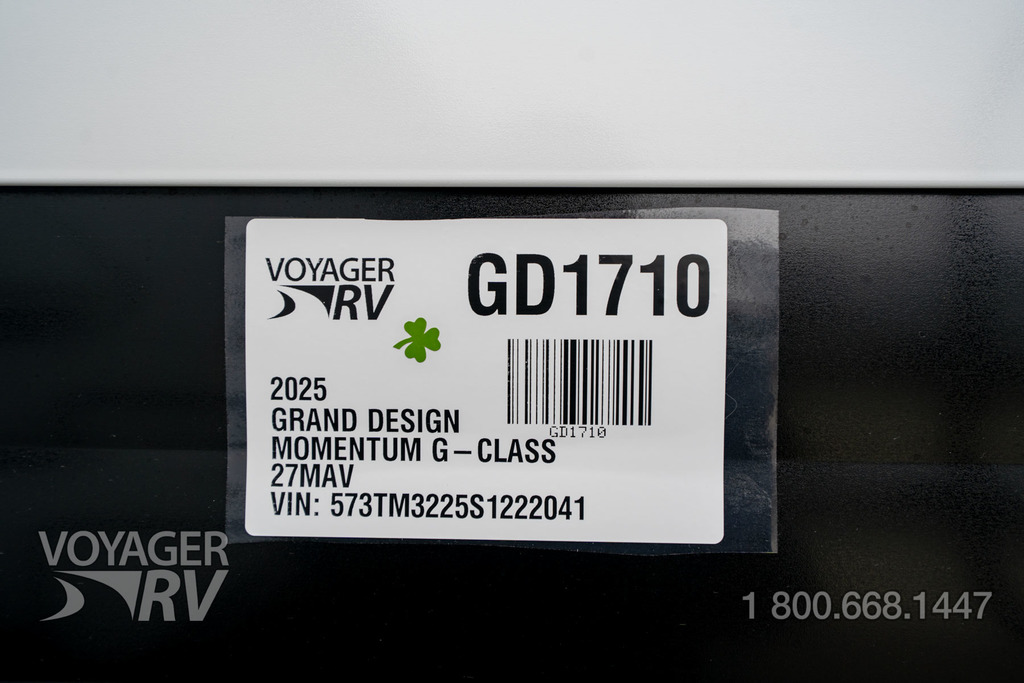 VOYAGER
RV
GD1710
GD1710
2025
GRAND DESIGN
MOMENTUM G–CLASS
27MAV
VIN: 573TM3225S1222041
VOYAGER
RV
1 800.668.1447